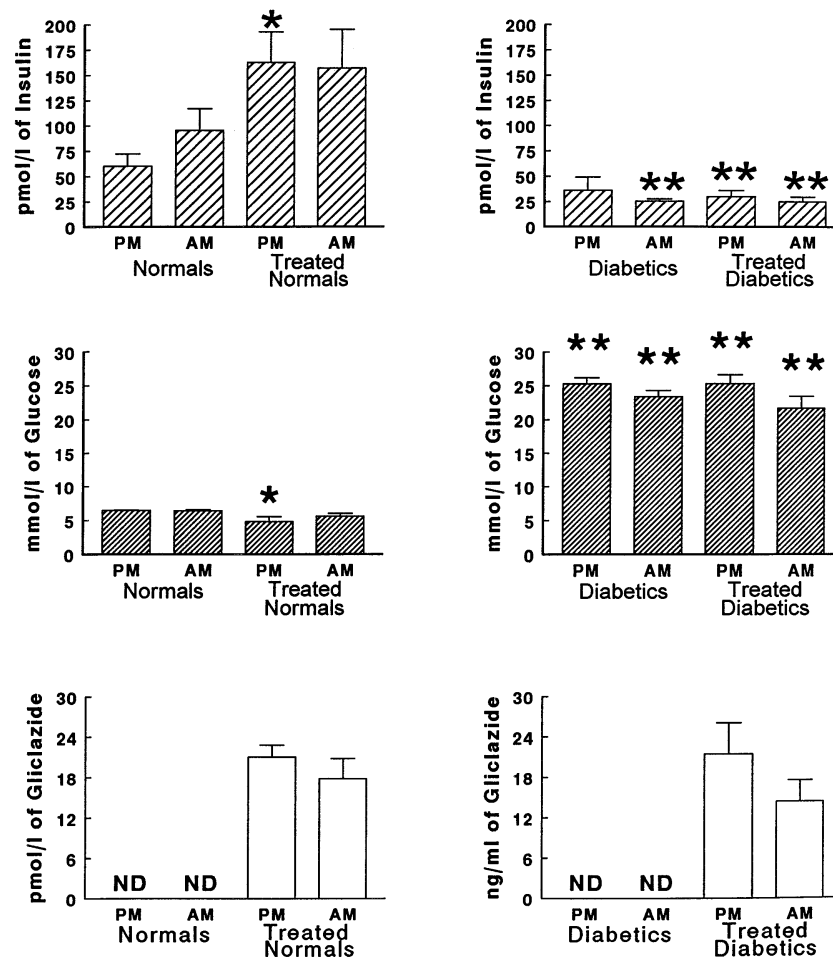 pmol/l of Insulin
200
175
150
125
100
75
50
25
0
*
PM AM PM AM
Normals Treated
Normals
pmol/l of Insulin
200
175
150
125
100
75
50
25
0
** ** **
PM AM PM AM
Diabetics Treated
Diabetics
mmol/l of Glucose
30
25
20
15
10
5
0
*
PM AM PM AM
Normals Treated
Normals
mmol/l of Glucose
30
25
20
15
10
5
0
** ** ** **
PM AM PM AM
Diabetics Treated
Diabetics
pmol/l of Gliclazide
30
24
18
12
6
0
ND ND
PM AM PM AM
Normals Treated
Normals
ng/ml of Gliclazide
30
24
18
12
6
0
ND ND
PM AM PM AM
Diabetics Treated
Diabetics